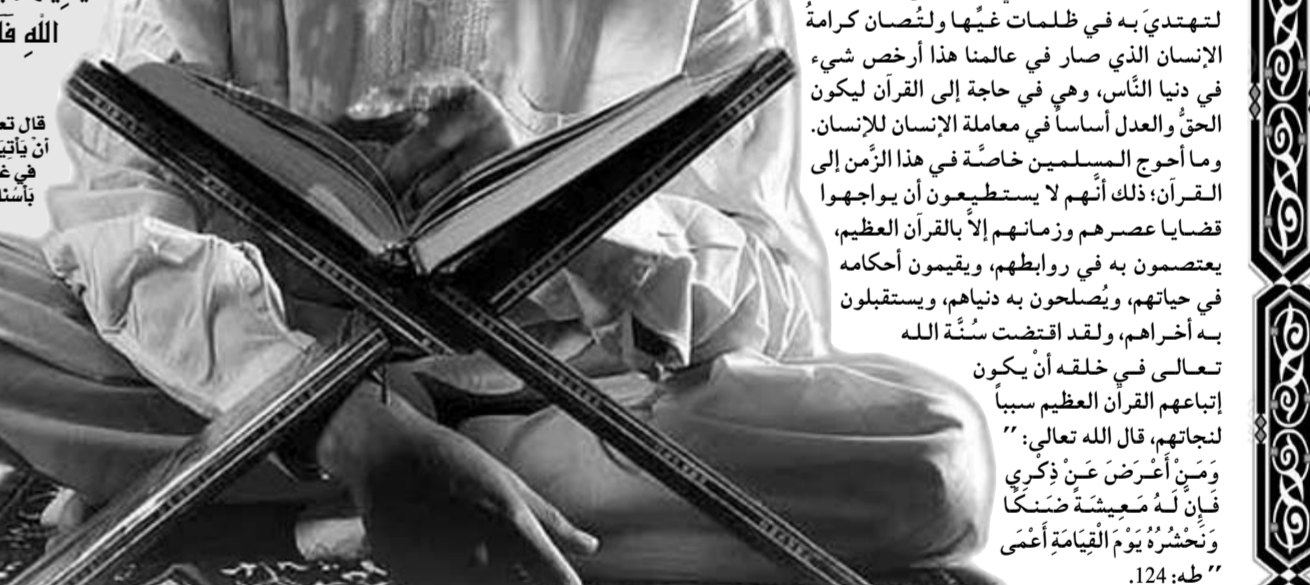 لتهتديَ به في ظلمات غيِّها ولتُصان كرامةُ
الإنسان الذي صار في عالمنا هذا أرخص شيء
في دنيا النَّاس، وهي في حاجة إلى القرآن ليكون
الحقُّ والعدل أساساً في معاملة الإنسان للإنسان.
وما أحوج المسلمين خاصَّة في هذا الزَّمن إلى
القرآن؛ ذلك أنَّهم لا يستطيعون أن يواجهوا
قضايا عصرهم وزمانهم إلاَّ بالقرآن العظيم،
يعتصمون به في روابطهم، ويقيمون أحكامه
في حياتهم، ويُصلحون به دنياهم، ويستقبلون
به أخراهم، ولقد اقتضت سُنَّة الله
تعالى في خلقه أنْ يكون
إتباعهم القرآن العظيم سبباً
لنجاتهم، قال الله تعالى: ”
وَمَنْ أَعْرَضَ عَنْ ذِكْرِي
فَإِنَّ لَهُ مَعِيشَةً ضَنكًا
وَنَحْشُرُهُ يَوْمَ الْقِيَامَةِ أَعْمَى
” طه: 124.
اللهِ
قال
أنْ
في